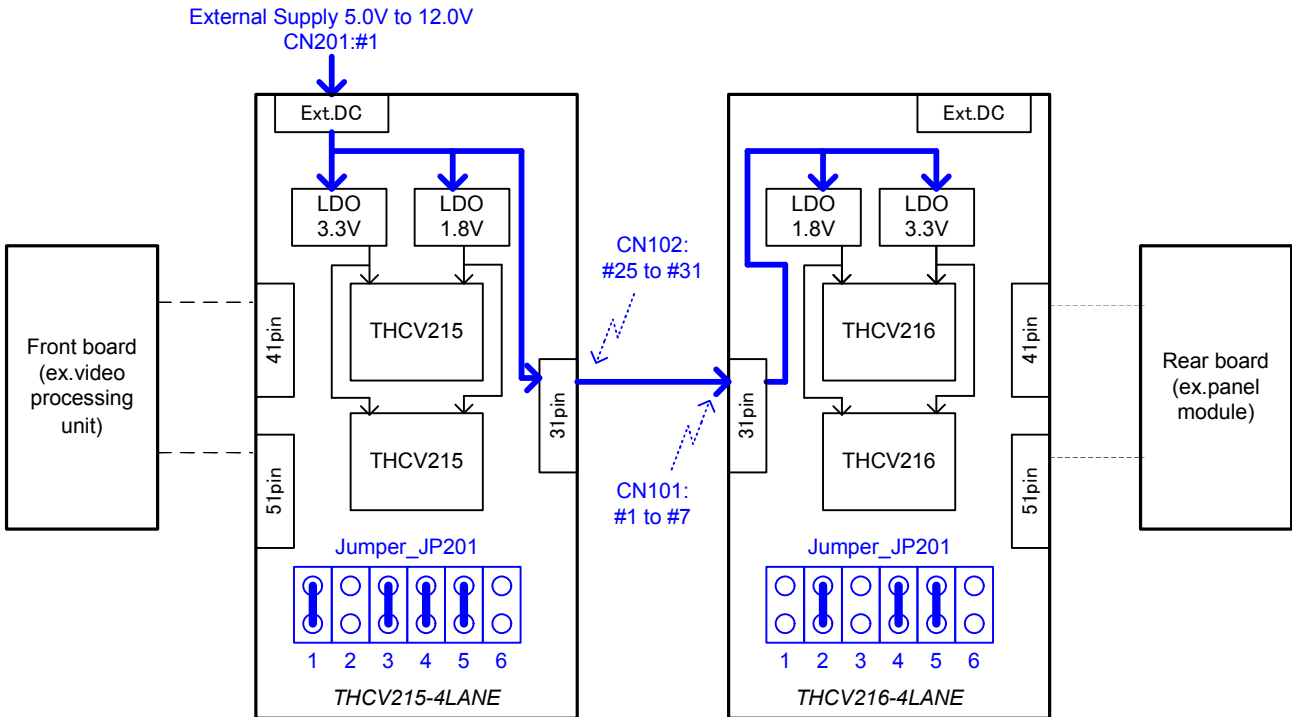 External Supply 5.0V to 12.0V
CN201:#1
Ext.DC
Ext.DC
LDO
3.3V
LDO
1.8V
LDO
1.8V
LDO
3.3V
CN102:
#25 to #31
Front board
(ex.video
processing
unit)
41pin
THCV215
THCV216
41pin
Rear board
(ex.panel
module)
31pin
31pin
51pin
THCV215
CN101:
#1 to #7
THCV216
51pin
Jumper_JP201
Jumper_JP201
1 2 3 4 5 6
1 2 3 4 5 6
THCV215-4LANE
THCV216-4LANE